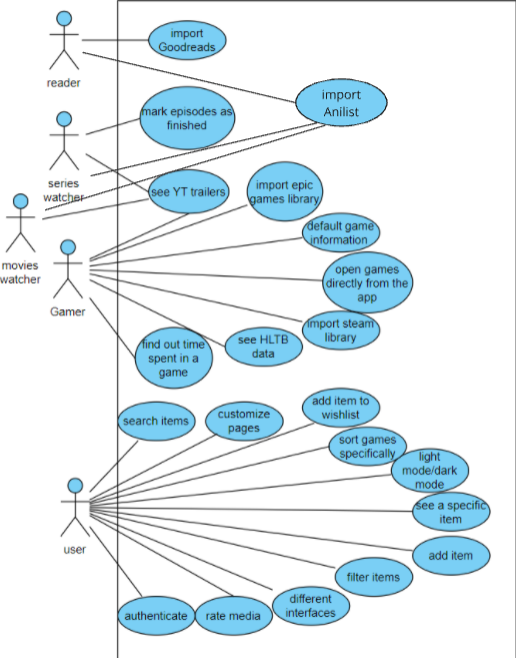 import
Goodreads
reader
import
Anilist
mark episodes as
finished
series
watcher
see YT trailers
import epic
games library
movies
watcher
default game
information
Gamer
open games
directly from the
app
import steam
library
find out time
spent in a
game
see HLTB
data
search items
customize
pages
add item to
wishlist
sort games
specifically
light
mode/dark
mode
see a specific
item
user
add item
filter items
different
interfaces
authenticate
rate media